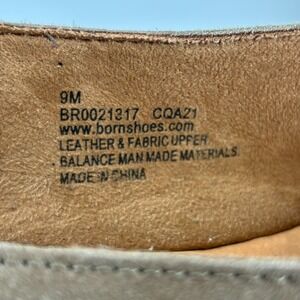 9M
BR0021317 CQA21
www.bornshoes.com
LEATHER & FABRIC UPPER
BALANCE MAN MADE MATERIALS
MADE IN CHINA